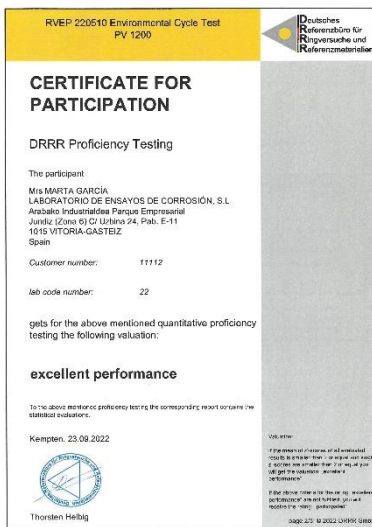 RVEP 220510 Environmental Cycle Test
PV 1200
Deutsches
Referenzbüro für
Ringversuche und
Referenzmaterialien
CERTIFICATE FOR
PARTICIPATION
DRRR Proficiency Testing
The participant
Mrs MARTA GARCÍA
LABORATORIO DE ENSAYOS DE CORROSIÓN, S.L
Arabako Industrialdea Parque Empresarial
Jundiz (Zona 6) C/ Uzbina 24, Pab. E-11
1015 VITORIA-GASTEIZ
Spain
Customer number: 11112
lab code number: 22
gets for the above mentioned quantitative proficiency
testing the following valuation:
excellent performance
To the above mentioned proficiency testing the corresponding report contains the
statistical evaluations.
Kempten, 23.09.2022
Thorsten Helbig
Valuation
performance"
page 2/3 © 2022 DRRR GmbH